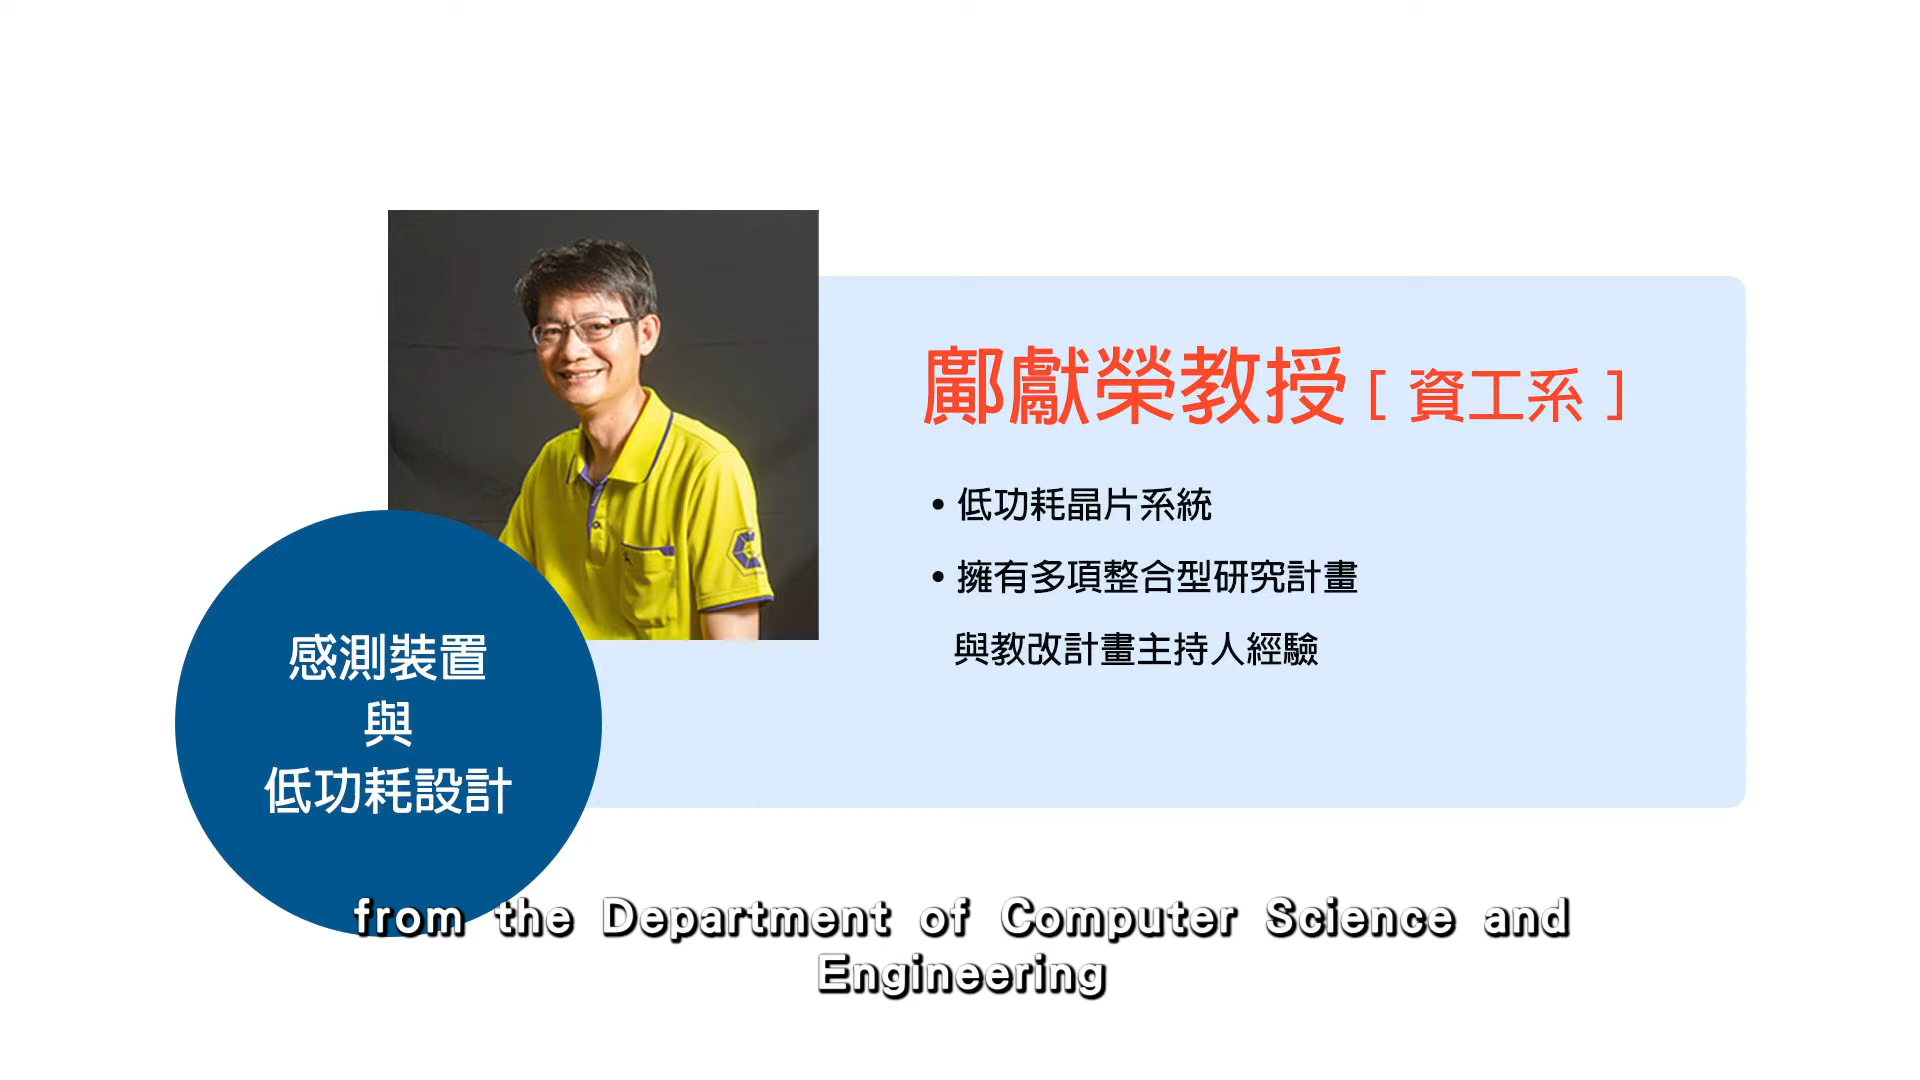 鄺獻榮教授 [ 資工系 ]
• 低功耗晶片系統
• 擁有多項整合型研究計畫
與教改計畫主持人經驗
感測裝置
與
低功耗設計
from the Department of Computer Science and
Engineering